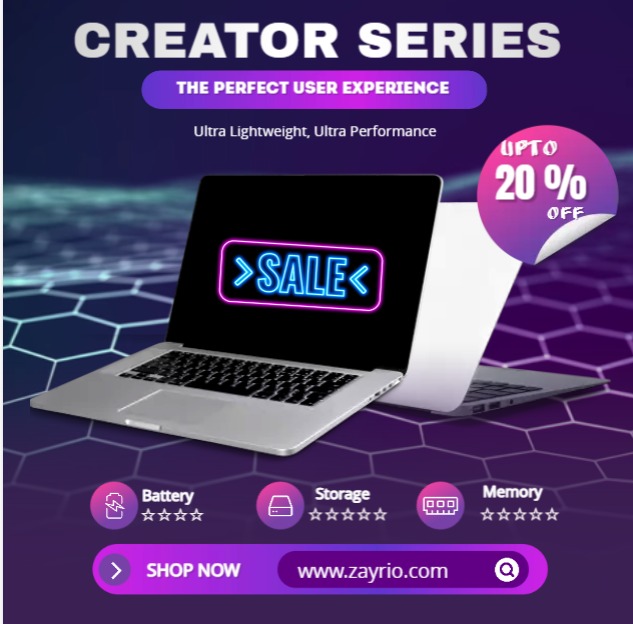 CREATOR SERIES
THE PERFECT USER EXPERIENCE
Ultra Lightweight, Ultra Performance
UPTO
20 %
OFF
>SALE<
Battery
☆☆☆☆
Storage
☆☆☆☆☆
Memory
☆☆☆☆☆
SHOP NOW
www.zayrio.com